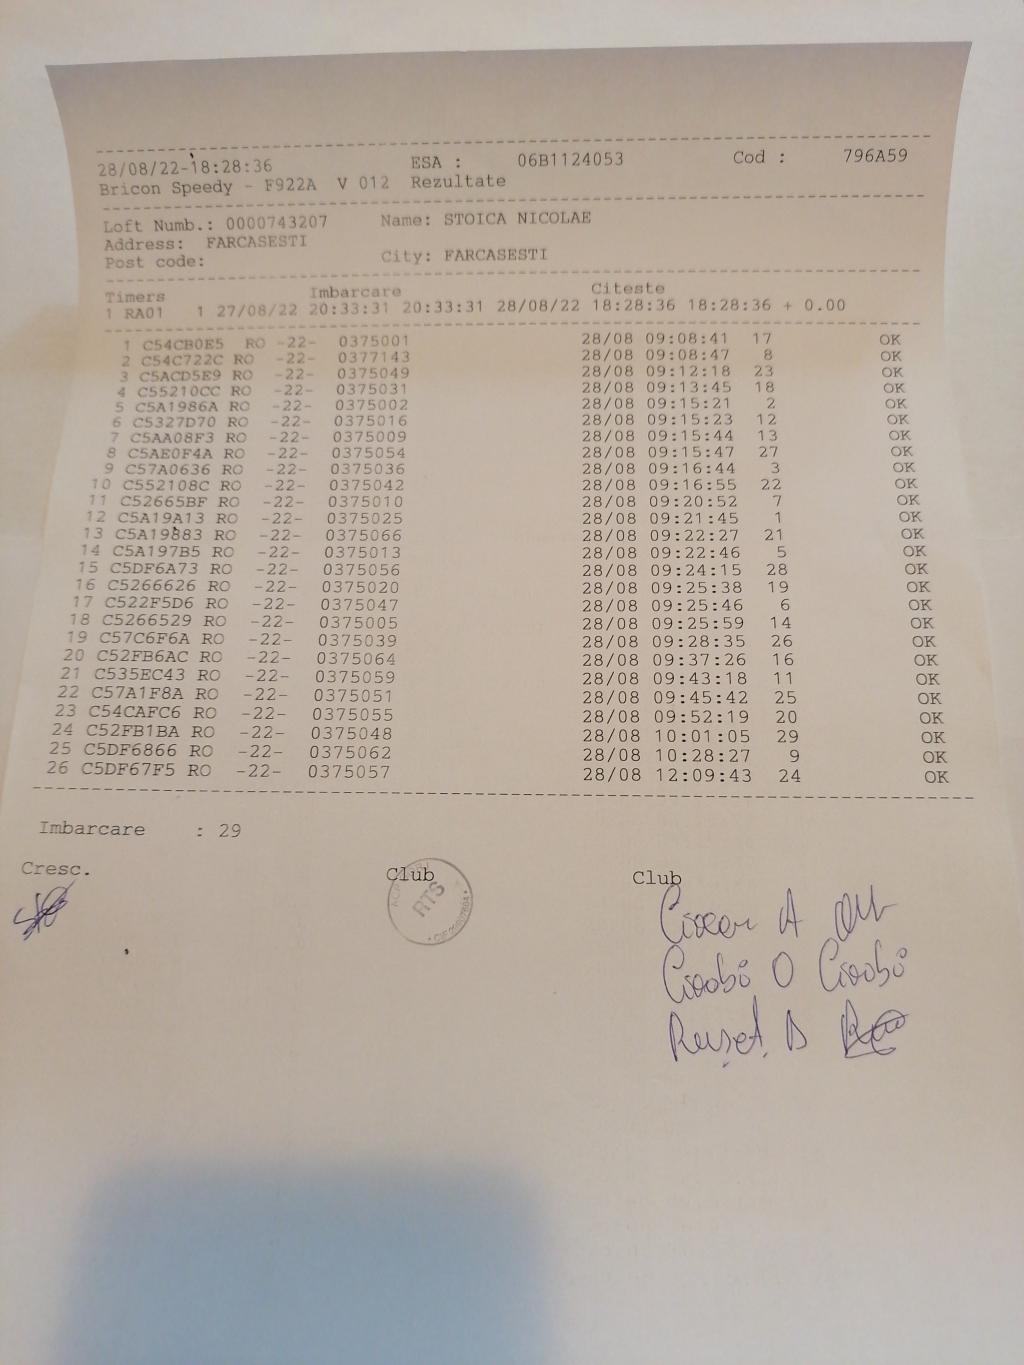 28/08/22-18:28:36 ESA : 06B1124053 Cod : 796A59
Bricon Speedy - F922A V 012 Rezultate
Loft Numb.: 0000743207 Name: STOICA NICOLAE
Address: FARCASESTI
Post code: City: FARCASESTI
Timers Imbarcare Citeste
1 RA01 1 27/08/22 20:33:31 20:33:31 28/08/22 18:28:36 18:28:36 + 0.00
1 C54CB0E5 RO -22- 0375001 28/08 09:08:41 17 OK
2 C54C722C RO -22- 0377143 28/08 09:08:47 8 OK
3 C5ACD5E9 RO -22- 0375049 28/08 09:12:18 23 OK
4 C55210CC RO -22- 0375031 28/08 09:13:45 18 OK
5 C5A1986A RO -22- 0375002 28/08 09:15:21 2 OK
6 C5327D70 RO -22- 0375016 28/08 09:15:23 12 OK
7 C5AA08F3 RO -22- 0375009 28/08 09:15:44 13 OK
8 C5AE0F4A RO -22- 0375054 28/08 09:15:47 27 OK
9 C57A0636 RO -22- 0375036 28/08 09:16:44 3 OK
10 C552108C RO -22- 0375042 28/08 09:16:55 22 OK
11 C52665BF RO -22- 0375010 28/08 09:20:52 7 OK
12 C5A19A13 RO -22- 0375025 28/08 09:21:45 1 OK
13 C5A19883 RO -22- 0375066 28/08 09:22:27 21 OK
14 C5A197B5 RO -22- 0375013 28/08 09:22:46 5 OK
15 C5DF6A73 RO -22- 0375056 28/08 09:24:15 28 OK
16 C5266626 RO -22- 0375020 28/08 09:25:38 19 OK
17 C522F5D6 RO -22- 0375047 28/08 09:25:46 6 OK
18 C5266529 RO -22- 0375005 28/08 09:25:59 14 OK
19 C57C6F6A RO -22- 0375039 28/08 09:28:35 26 OK
20 C52FB6AC RO -22- 0375064 28/08 09:37:26 16 OK
21 C535EC43 RO -22- 0375059 28/08 09:43:18 11 OK
22 C57A1F8A RO -22- 0375051 28/08 09:45:42 25 OK
23 C54CAFC6 RO -22- 0375055 28/08 09:52:19 20 OK
24 C52FB1BA RO -22- 0375048 28/08 10:01:05 29 OK
25 C5DF6866 RO -22- 0375062 28/08 10:28:27 9 OK
26 C5DF67F5 RO -22- 0375057 28/08 12:09:43 24 OK
Imbarcare : 29
Cresc. Club Club
RTS